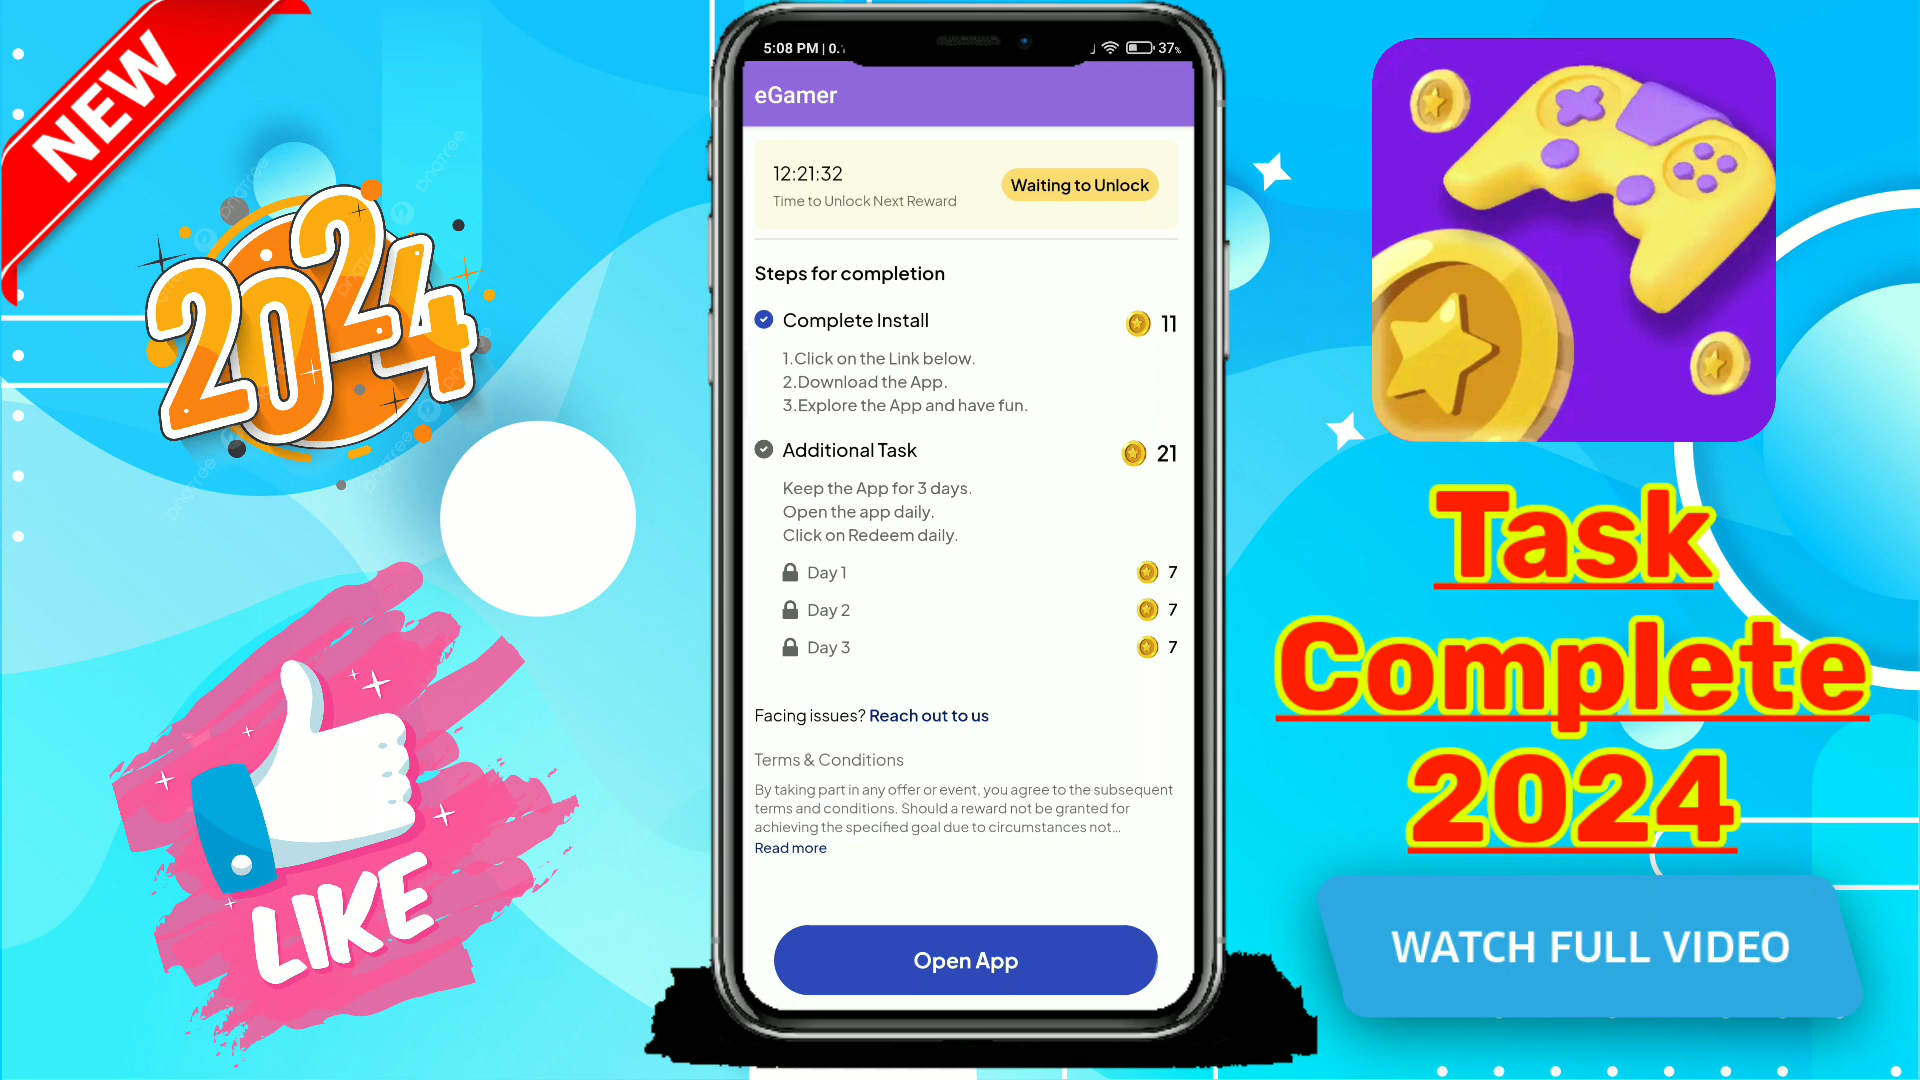 NEW
2024
LIKE
5:08 PM | 0.
37%
eGamer
12:21:32
Time to Unlock Next Reward
Waiting to Unlock
Steps for completion
Complete Install
11
1.Click on the Link below.
2.Download the App.
3.Explore the App and have fun.
Additional Task
21
Keep the App for 3 days.
Open the app daily.
Click on Redeem daily.
Day 1
7
Day 2
7
Day 3
7
Facing issues? Reach out to us
Terms & Conditions
By taking part in any offer or event, you agree to the subsequent
terms and conditions. Should a reward not be granted for
achieving the specified goal due to circumstances not...
Read more
Open App
Task
Complete
2024
WATCH FULL VIDEO